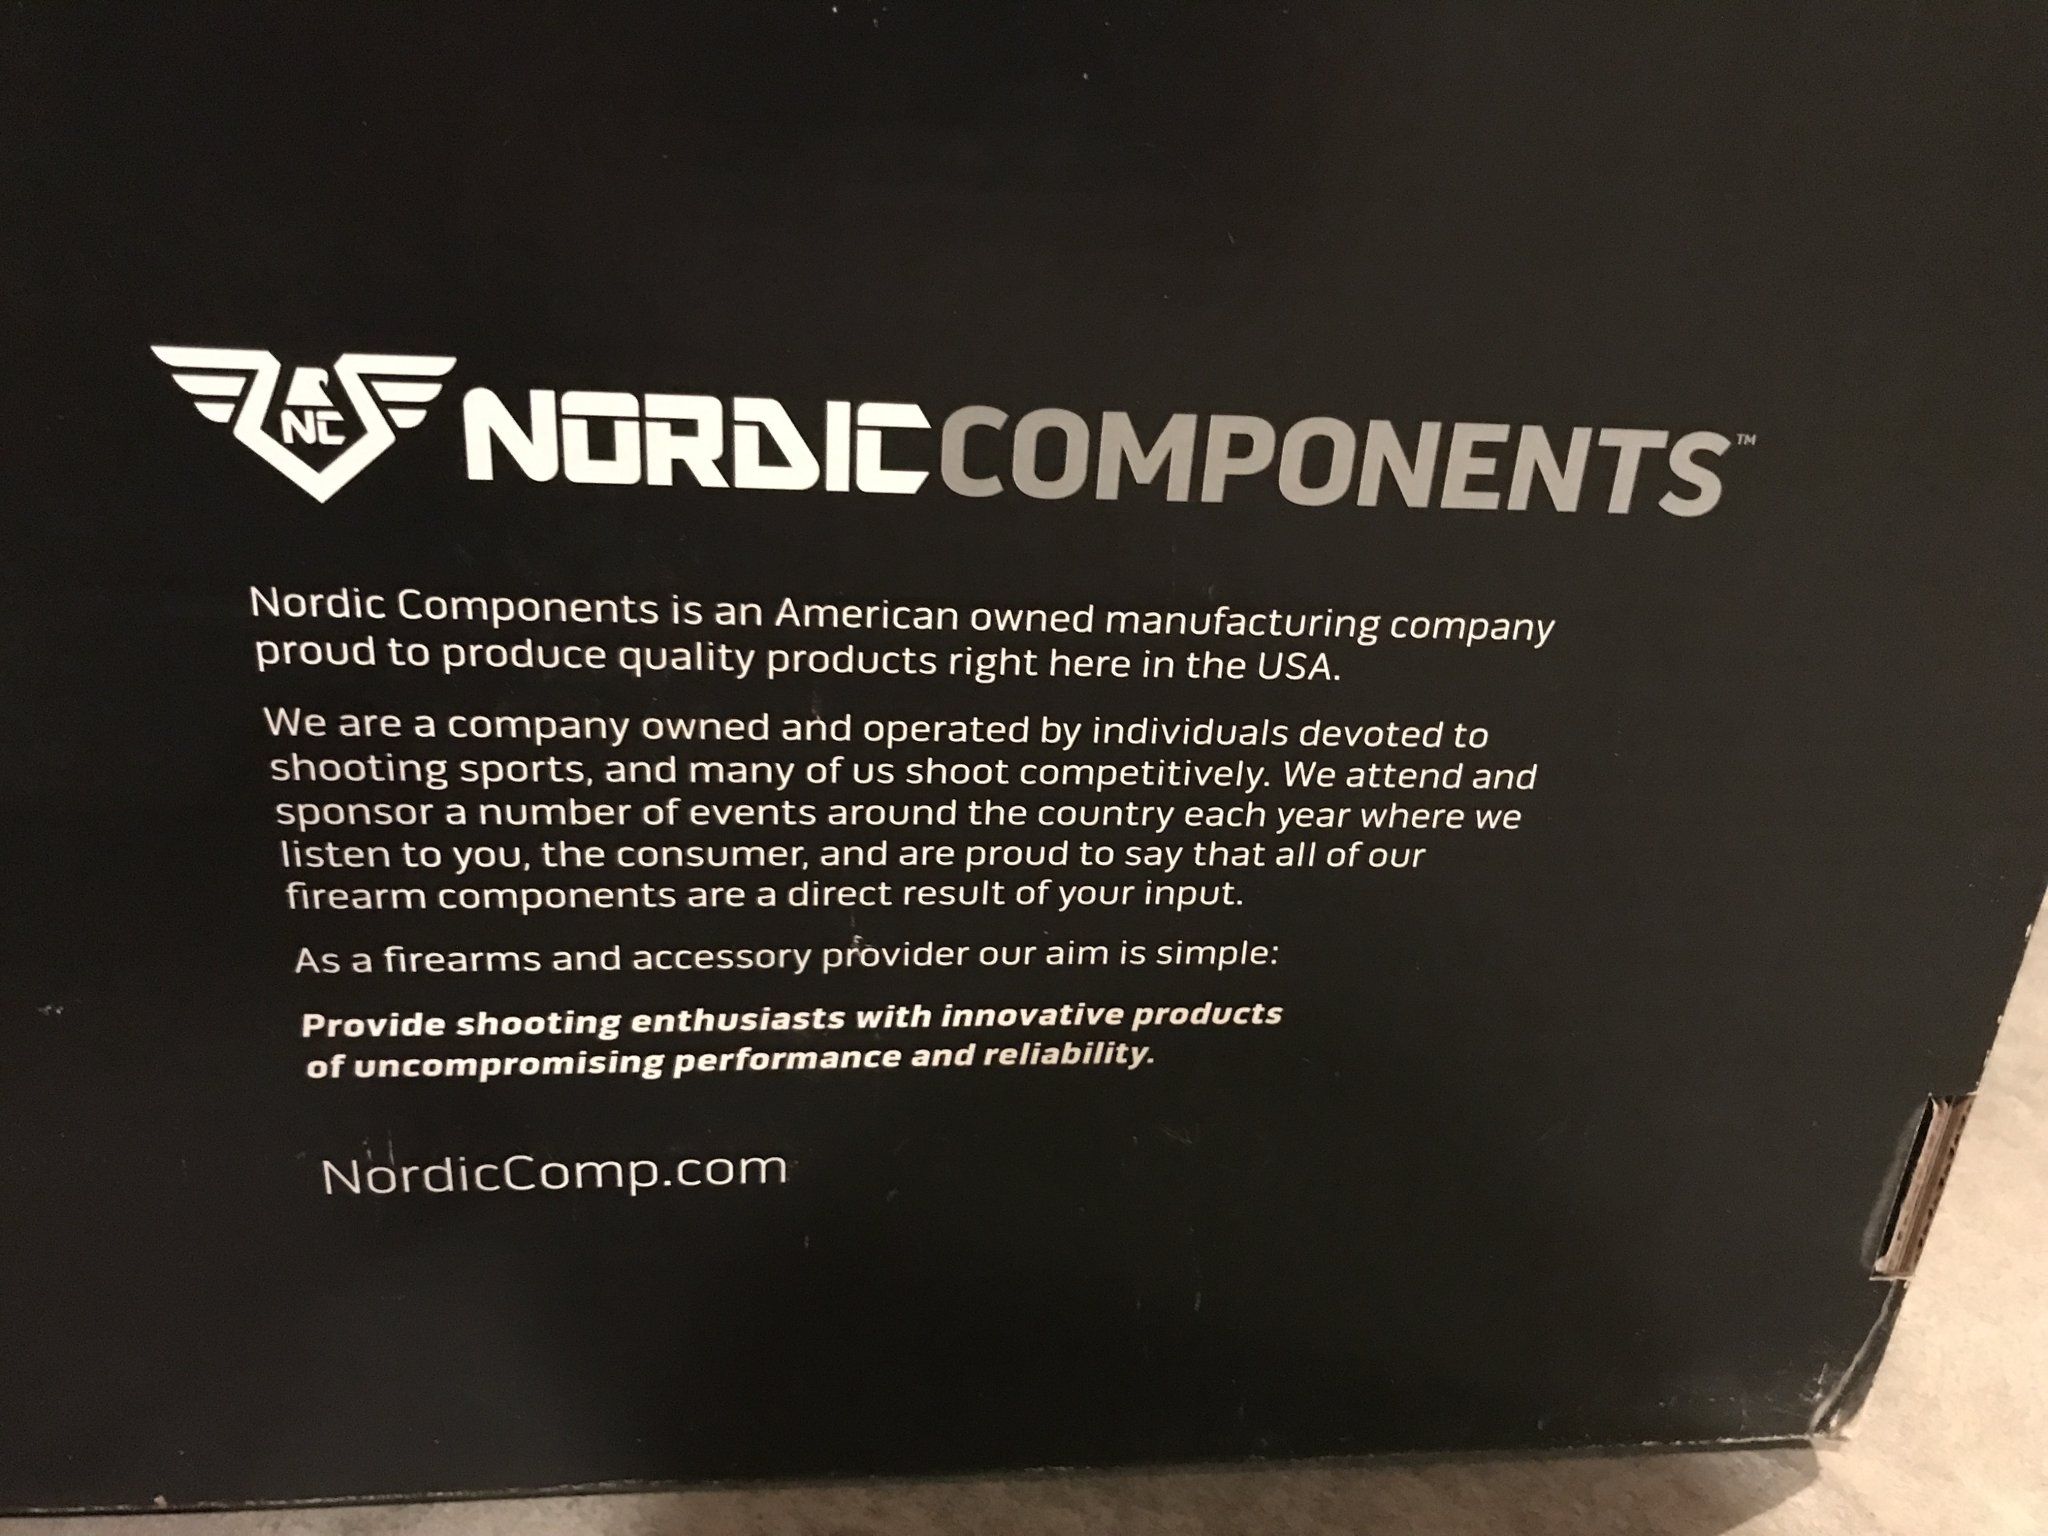 NC NORDICCOMPONENTS™
Nordic Components is an American owned manufacturing company
proud to produce quality products right here in the USA.
We are a company owned and operated by individuals devoted to
shooting sports, and many of us shoot competitively. We attend and
sponsor a number of events around the country each year where we
listen to you, the consumer, and are proud to say that all of our
firearm components are a direct result of your input.
As a firearms and accessory provider our aim is simple:
Provide shooting enthusiasts with innovative products
of uncompromising performance and reliability.
NordicComp.com